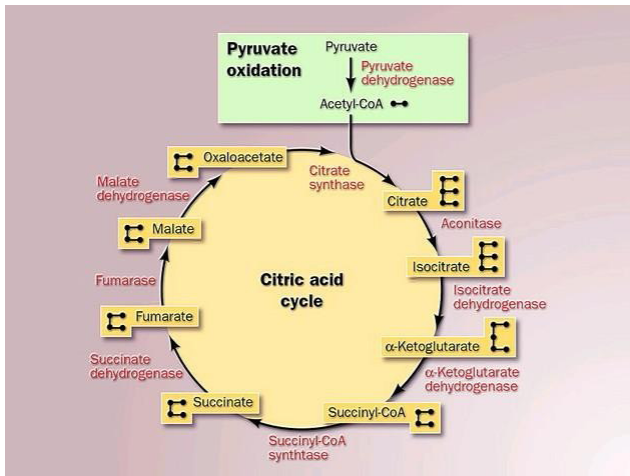 Pyruvate
oxidation
Pyruvate
Pyruvate
dehydrogenase
Acetyl-CoA
Oxaloacetate
Citrate
synthase
Citrate
Aconitase
Isocitrate
Isocitrate
dehydrogenase
α-Ketoglutarate
α-Ketoglutarate
dehydrogenase
Succinyl-CoA
Succinyl-CoA
synthtase
Succinate
Succinate
dehydrogenase
Fumarate
Fumarase
Malate
Malate
dehydrogenase
Citric acid
cycle